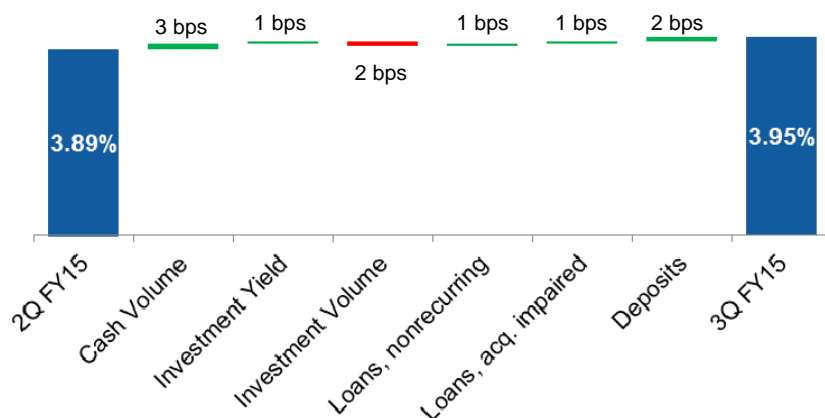 3 bps
1 bps
1 bps
1 bps
2 bps
2 bps
3.89%
3.95%
2Q FY15
Cash Volume
Investment Yield
Investment Volume
Loans, nonrecurring
Loans, acq. impaired
Deposits
3Q FY15